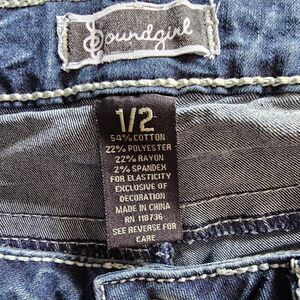 Soundgirl
1/2
54% COTTON
22% POLYESTER
22% RAYON
2% SPANDEX
FOR ELASTICITY
EXCLUSIVE OF
DECORATION
MADE IN CHINA
RN 118736
SEE REVERSE FOR
CARE